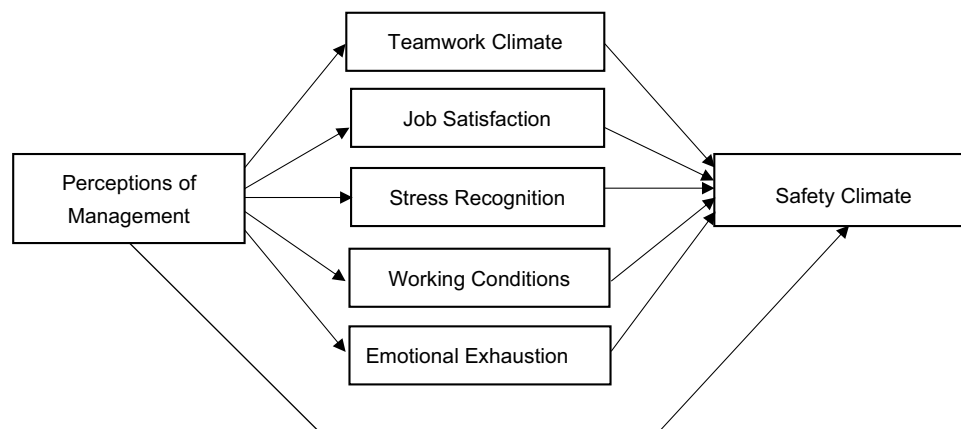 Teamwork Climate
Job Satisfaction
Perceptions of
Management
Stress Recognition
Safety Climate
Working Conditions
Emotional Exhaustion